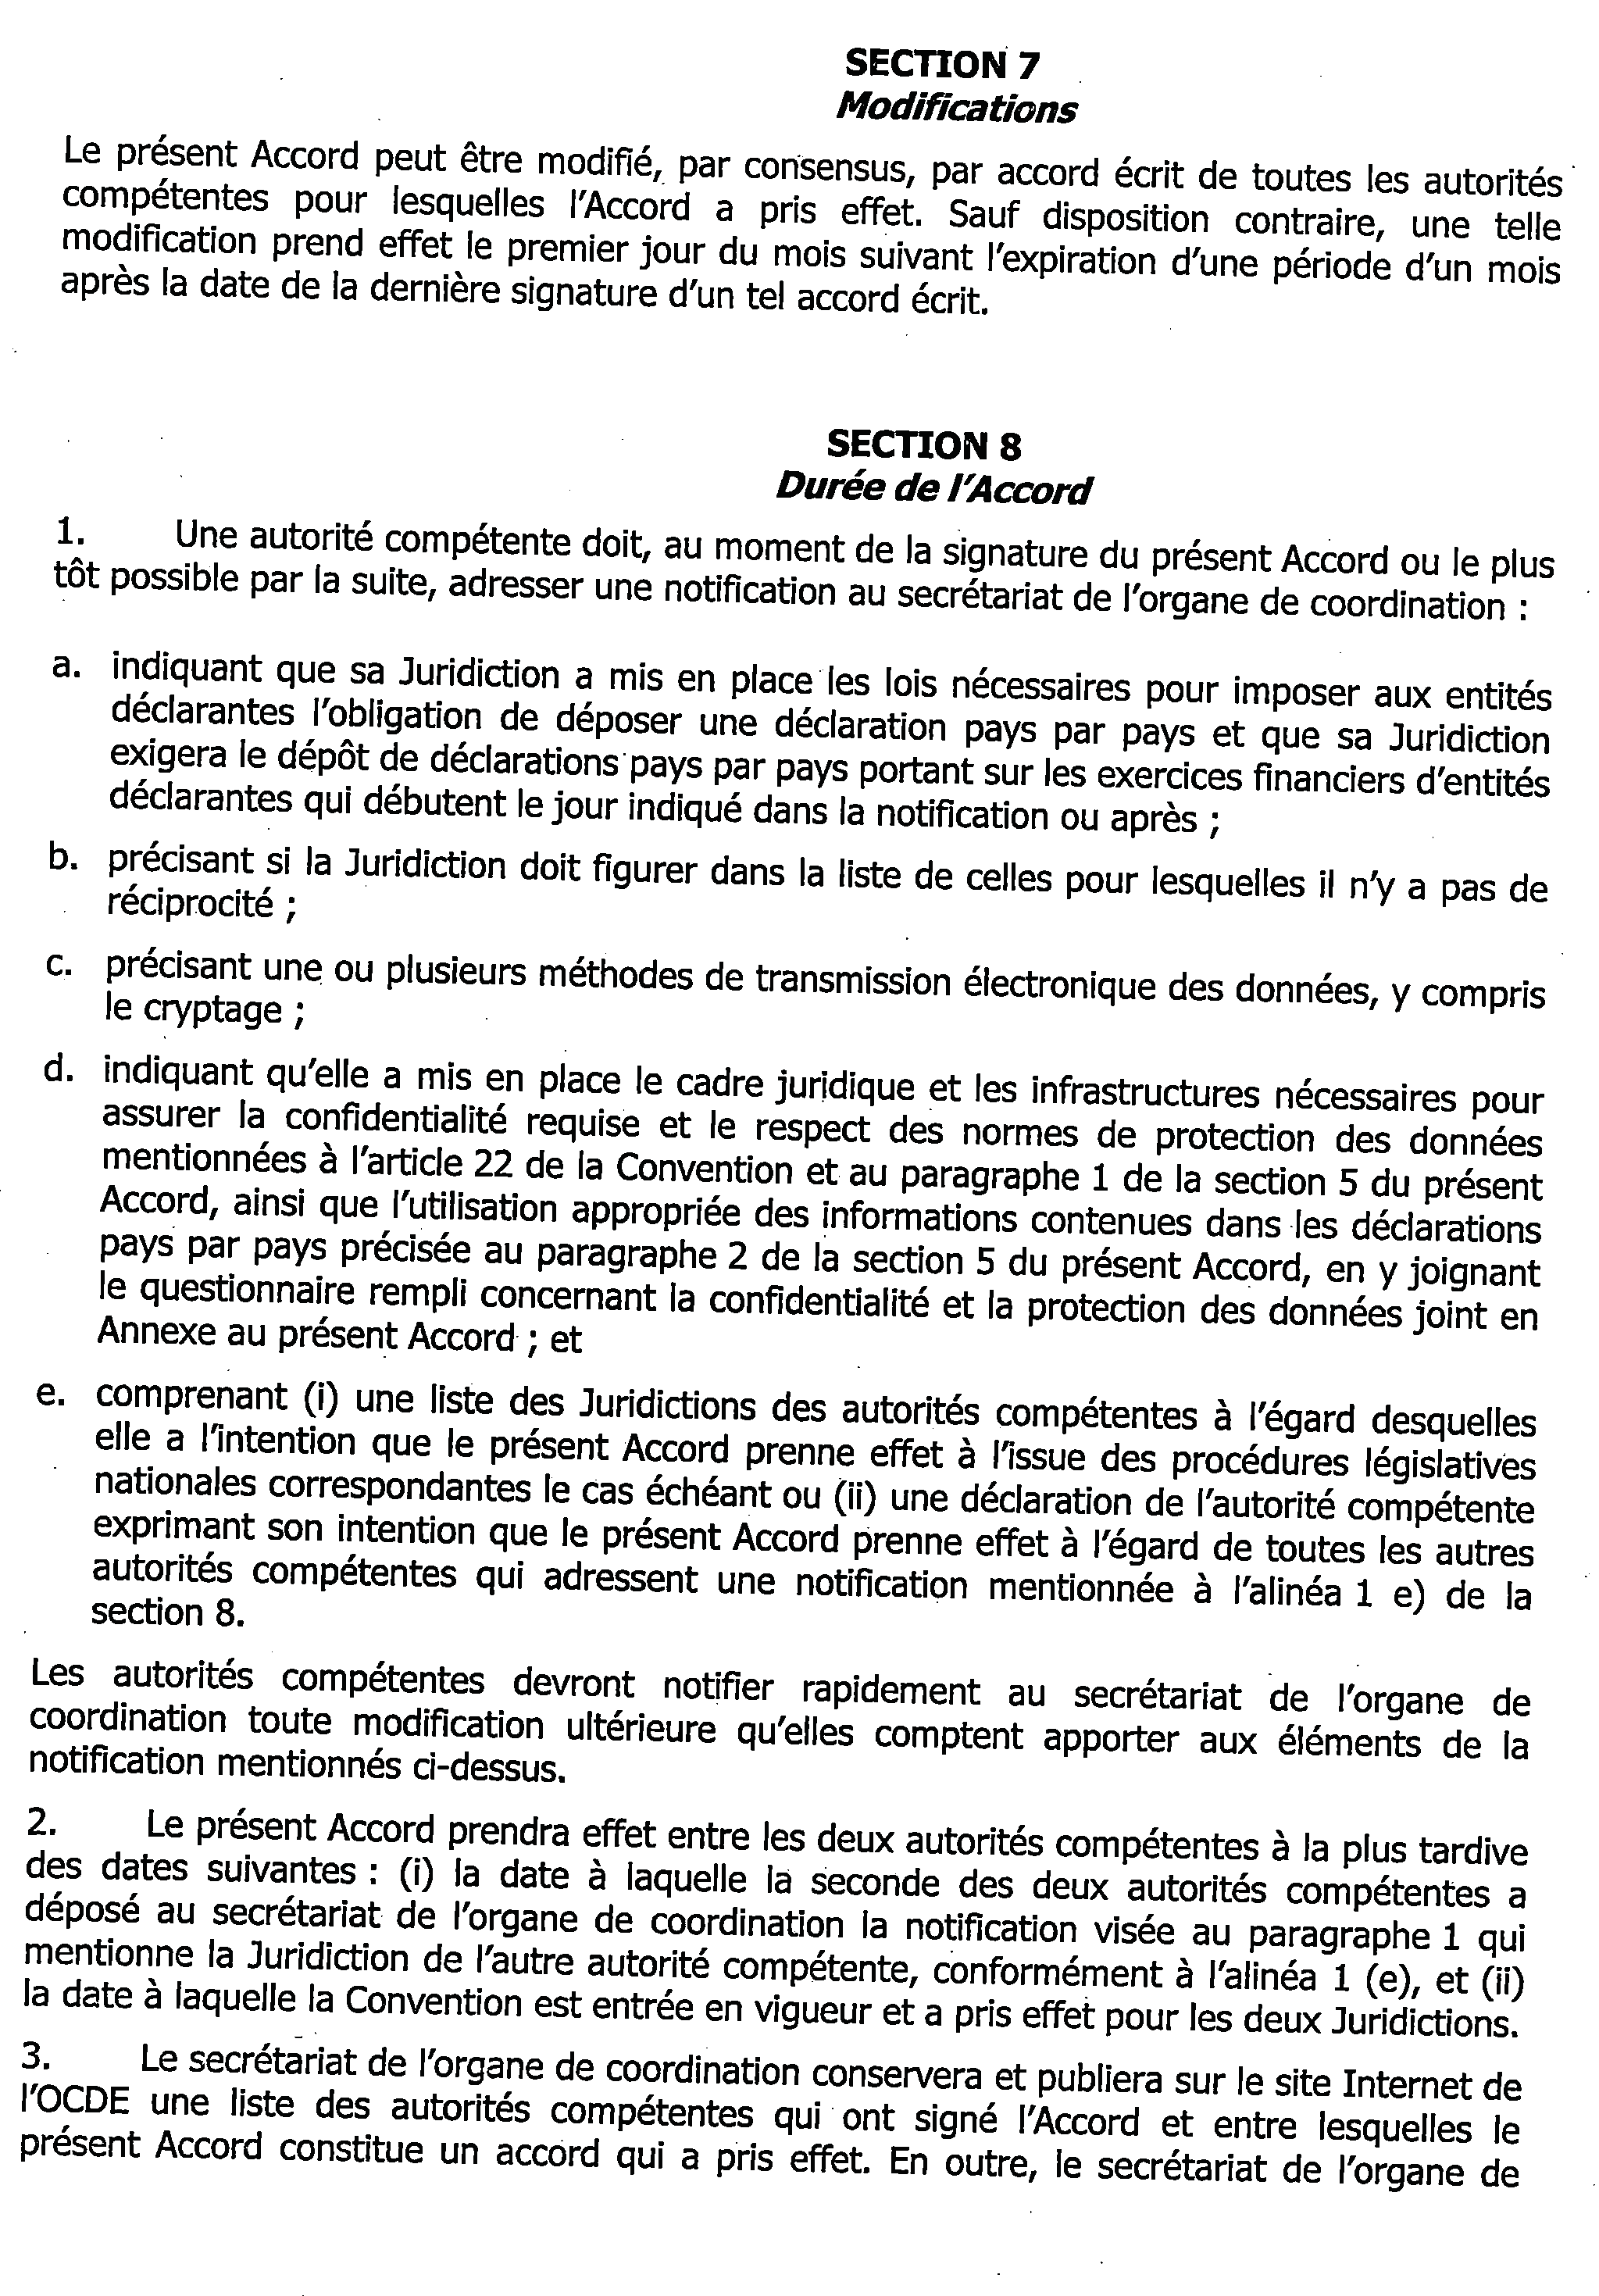 SECTION 7
Modifications
Le présent Accord peut être modifié, par consensus, par accord écrit de toutes les autorités
compétentes pour lesquelles l'Accord a pris effet. Sauf disposition contraire, une telle
modification prend effet le premier jour du mois suivant l'expiration d'une période d'un mois
après la date de la dernière signature d'un tel accord écrit.
SECTION 8
Durée de l'Accord
1. Une autorité compétente doit, au moment de la signature du présent Accord ou le plus
tôt possible par la suite, adresser une notification au secrétariat de l'organe de coordination :
a. indiquant que sa Juridiction a mis en place les lois nécessaires pour imposer aux entités
déclarantes l'obligation de déposer une déclaration pays par pays et que sa Juridiction
exigera le dépôt de déclarations pays par pays portant sur les exercices financiers d'entités
déclarantes qui débutent le jour indiqué dans la notification ou après ;
b. précisant si la Juridiction doit figurer dans la liste de celles pour lesquelles il n'y a pas de
réciprocité ;
c. précisant une ou plusieurs méthodes de transmission électronique des données, y compris
le cryptage ;
d. indiquant qu'elle a mis en place le cadre juridique et les infrastructures nécessaires pour
assurer la confidentialité requise et le respect des normes de protection des données
mentionnées à l'article 22 de la Convention et au paragraphe 1 de la section 5 du présent
Accord, ainsi que l'utilisation appropriée des informations contenues dans les déclarations
pays par pays précisée au paragraphe 2 de la section 5 du présent Accord, en y joignant
le questionnaire rempli concernant la confidentialité et la protection des données joint en
Annexe au présent Accord ; et
e. comprenant (i) une liste des Juridictions des autorités compétentes à l'égard desquelles
elle a l'intention que le présent Accord prenne effet à l'issue des procédures législatives
nationales correspondantes le cas échéant ou (ii) une déclaration de l'autorité compétente
exprimant son intention que le présent Accord prenne effet à l'égard de toutes les autres
autorités compétentes qui adressent une notification mentionnée à l'alinéa 1 e) de la
section 8.
Les autorités compétentes devront notifier rapidement au secrétariat de l'organe de
coordination toute modification ultérieure qu'elles comptent apporter aux éléments de la
notification mentionnés ci-dessus.
2. Le présent Accord prendra effet entre les deux autorités compétentes à la plus tardive
des dates suivantes : (i) la date à laquelle la seconde des deux autorités compétentes a
déposé au secrétariat de l'organe de coordination la notification visée au paragraphe 1 qui
mentionne la Juridiction de l'autre autorité compétente, conformément à l'alinéa 1 (e), et (ii)
la date à laquelle la Convention est entrée en vigueur et a pris effet pour les deux Juridictions.
3. Le secrétariat de l'organe de coordination conservera et publiera sur le site Internet de
l'OCDE une liste des autorités compétentes qui ont signé l'Accord et entre lesquelles le
présent Accord constitue un accord qui a pris effet. En outre, le secrétariat de l'organe de